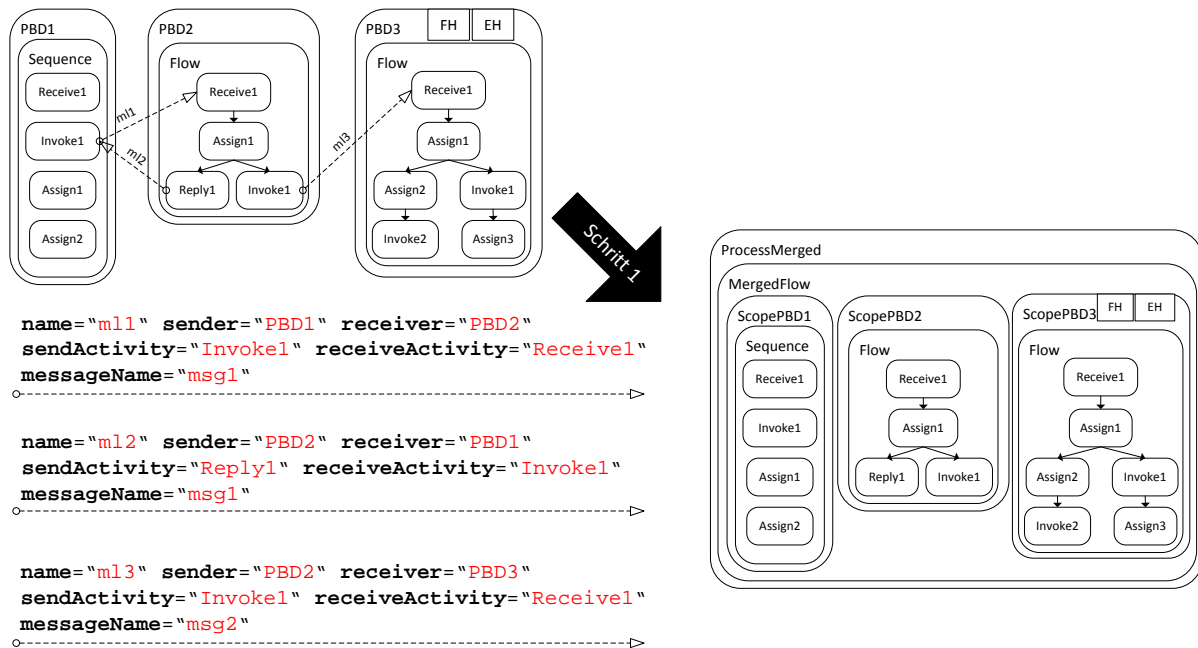 PBD1
Sequence
Receive1
Invoke1
Assign1
Assign2
ml1
ml2
PBD2
Flow
Receive1
Assign1
Reply1
Invoke1
ml3
PBD3
FH
EH
Flow
Receive1
Assign1
Assign2
Invoke1
Invoke2
Assign3
Schritt 1
name="ml1" sender="PBD1" receiver="PBD2"
sendActivity="Invoke1" receiveActivity="Receive1"
messageName="msg1"
name="ml2" sender="PBD2" receiver="PBD1"
sendActivity="Reply1" receiveActivity="Invoke1"
messageName="msg1"
name="ml3" sender="PBD2" receiver="PBD3"
sendActivity="Invoke1" receiveActivity="Receive1"
messageName="msg2"
ProcessMerged
MergedFlow
ScopePBD1
Sequence
Receive1
Invoke1
Assign1
Assign2
ScopePBD2
Flow
Receive1
Assign1
Reply1
Invoke1
ScopePBD3
FH
EH
Flow
Receive1
Assign1
Assign2
Invoke1
Invoke2
Assign3